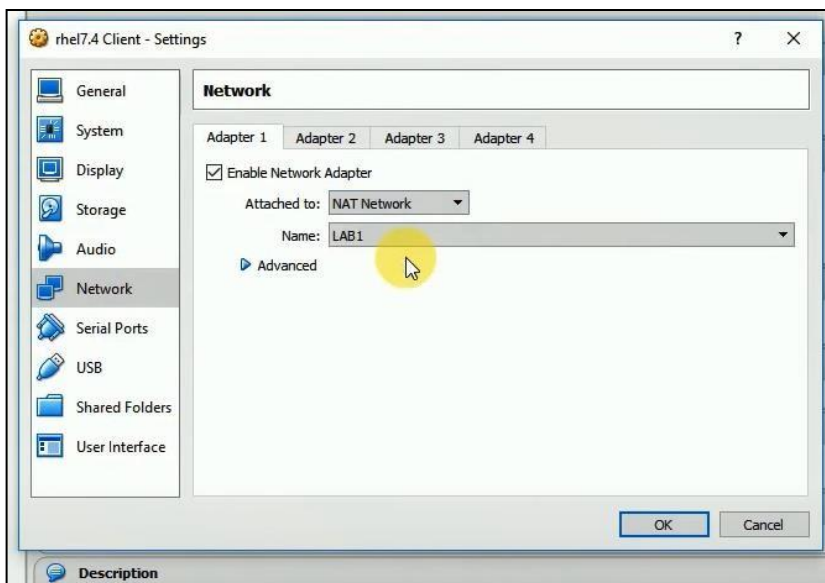 rhel7.4 Client - Settings
?
General
System
Display
Storage
Audio
Network
Serial Ports
USB
Shared Folders
User Interface
Network
Adapter 1 Adapter 2 Adapter 3 Adapter 4
Enable Network Adapter
Attached to: NAT Network
Name: LAB1
Advanced
OK Cancel
Description